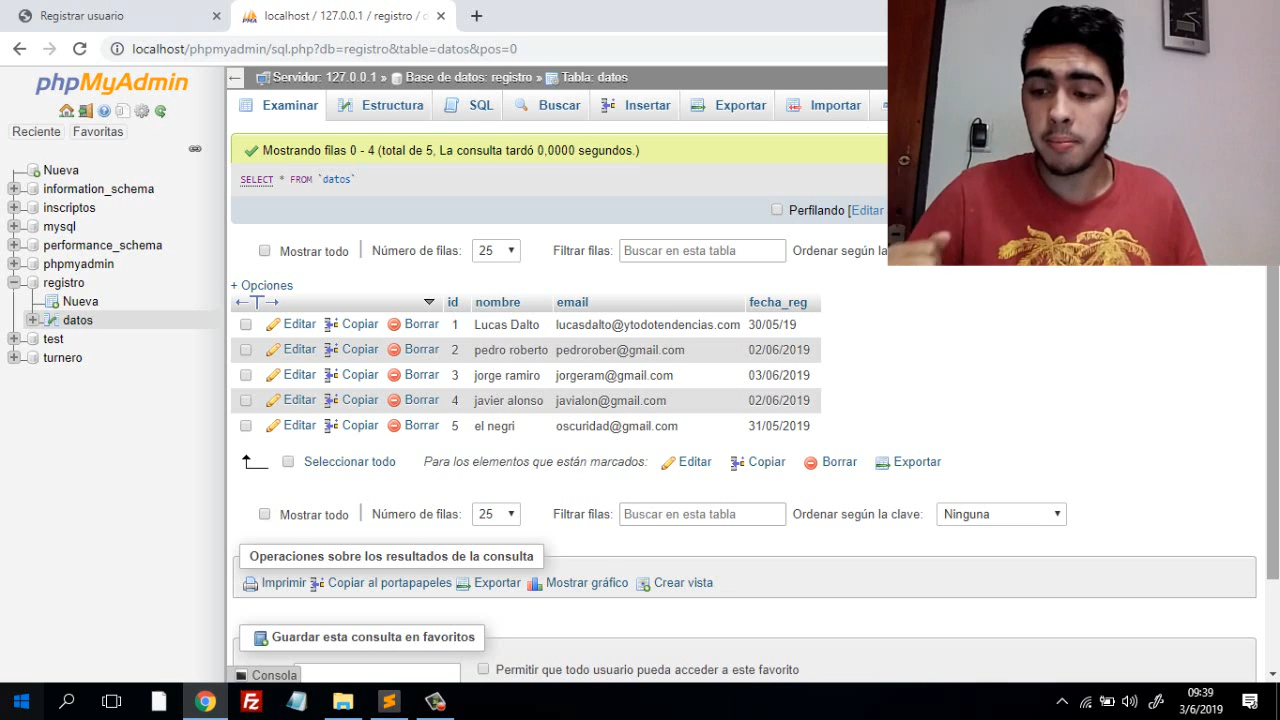 Registrar usuario
localhost / 127.0.0.1 / registro / d
localhost/phpmyadmin/sql.php?db=registro&table=datos&pos=0
phpMyAdmin
Reciente Favoritas
Nueva
information_schema
inscriptos
mysql
performance_schema
phpmyadmin
registro
Nueva
datos
test
turnero
Servidor: 127.0.0.1 » Base de datos: registro » Tabla: datos
Examinar Estructura SQL Buscar Insertar Exportar Importar
Mostrando filas 0 - 4 (total de 5, La consulta tardó 0,0000 segundos.)
SELECT * FROM `datos`
Perfilando [Editar
Mostrar todo Número de filas: 25 Filtrar filas: Buscar en esta tabla Ordenar según la
+ Opciones
id nombre email fecha_reg
Editar Copiar Borrar 1 Lucas Dalto lucasdalto@ytodotendencias.com 30/05/19
Editar Copiar Borrar 2 pedro roberto pedrorober@gmail.com 02/06/2019
Editar Copiar Borrar 3 jorge ramiro jorgeram@gmail.com 03/06/2019
Editar Copiar Borrar 4 javier alonso javialon@gmail.com 02/06/2019
Editar Copiar Borrar 5 el negri oscuridad@gmail.com 31/05/2019
Seleccionar todo Para los elementos que están marcados: Editar Copiar Borrar Exportar
Mostrar todo Número de filas: 25 Filtrar filas: Buscar en esta tabla Ordenar según la clave: Ninguna
Operaciones sobre los resultados de la consulta
Imprimir Copiar al portapapeles Exportar Mostrar gráfico Crear vista
Guardar esta consulta en favoritos
Consola
Permitir que todo usuario pueda acceder a este favorito
09:39
3/6/2019